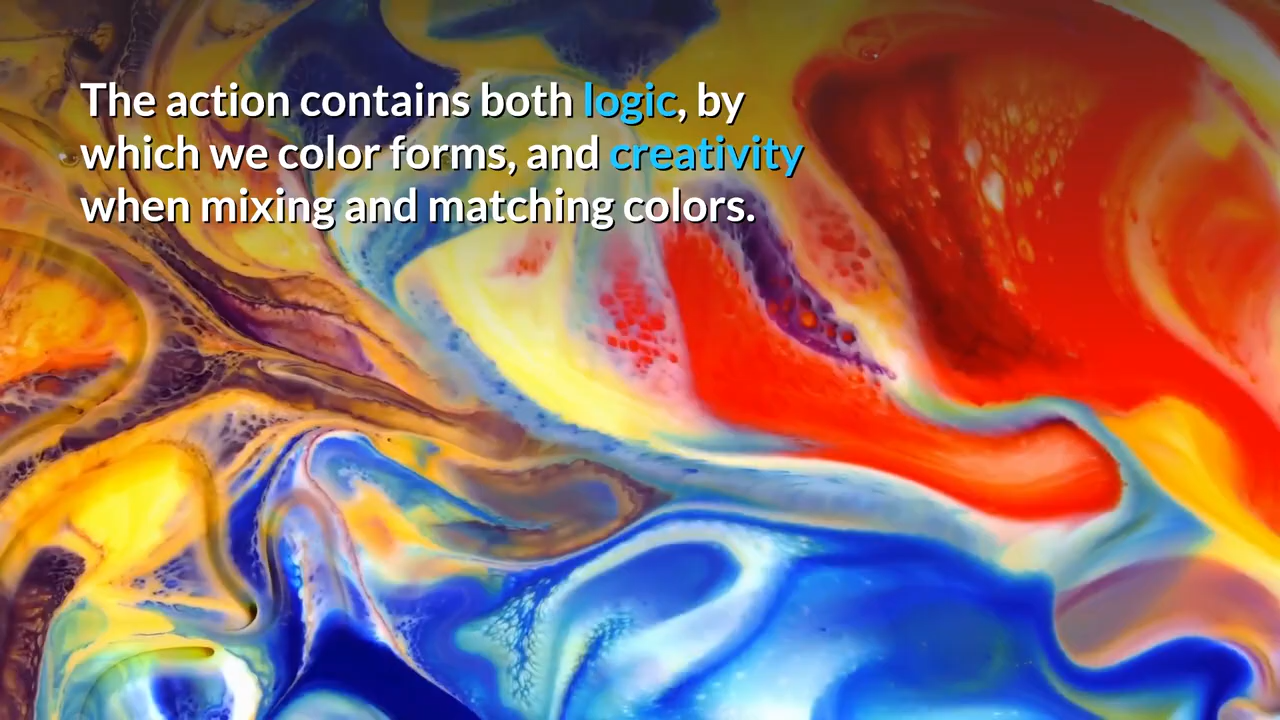 The action contains both logic, by
which we color forms, and creativity
when mixing and matching colors.